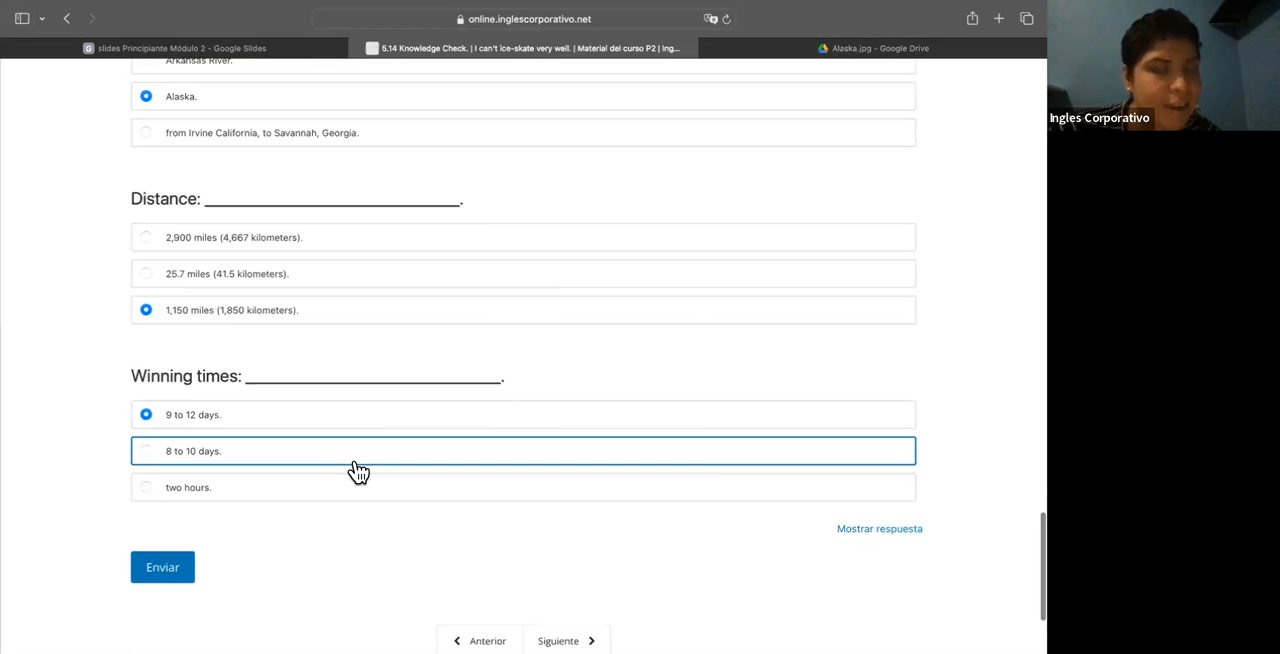 online.inglescorporativo.net
slides Principiante Módulo 2 - Google Slides
5.14 Knowledge Check. | I can't ice-skate very well. | Material del curso P2 | Ing...
Alaska.jpg - Google Drive
Ingles Corporativo
Arkansas River.
Alaska.
from Irvine California, to Savannah, Georgia.
Distance: ____________________________.
2,900 miles (4,667 kilometers).
25.7 miles (41.5 kilometers).
1,150 miles (1,850 kilometers).
Winning times: ____________________________.
9 to 12 days.
8 to 10 days.
two hours.
Mostrar respuesta
Enviar
Anterior
Siguiente